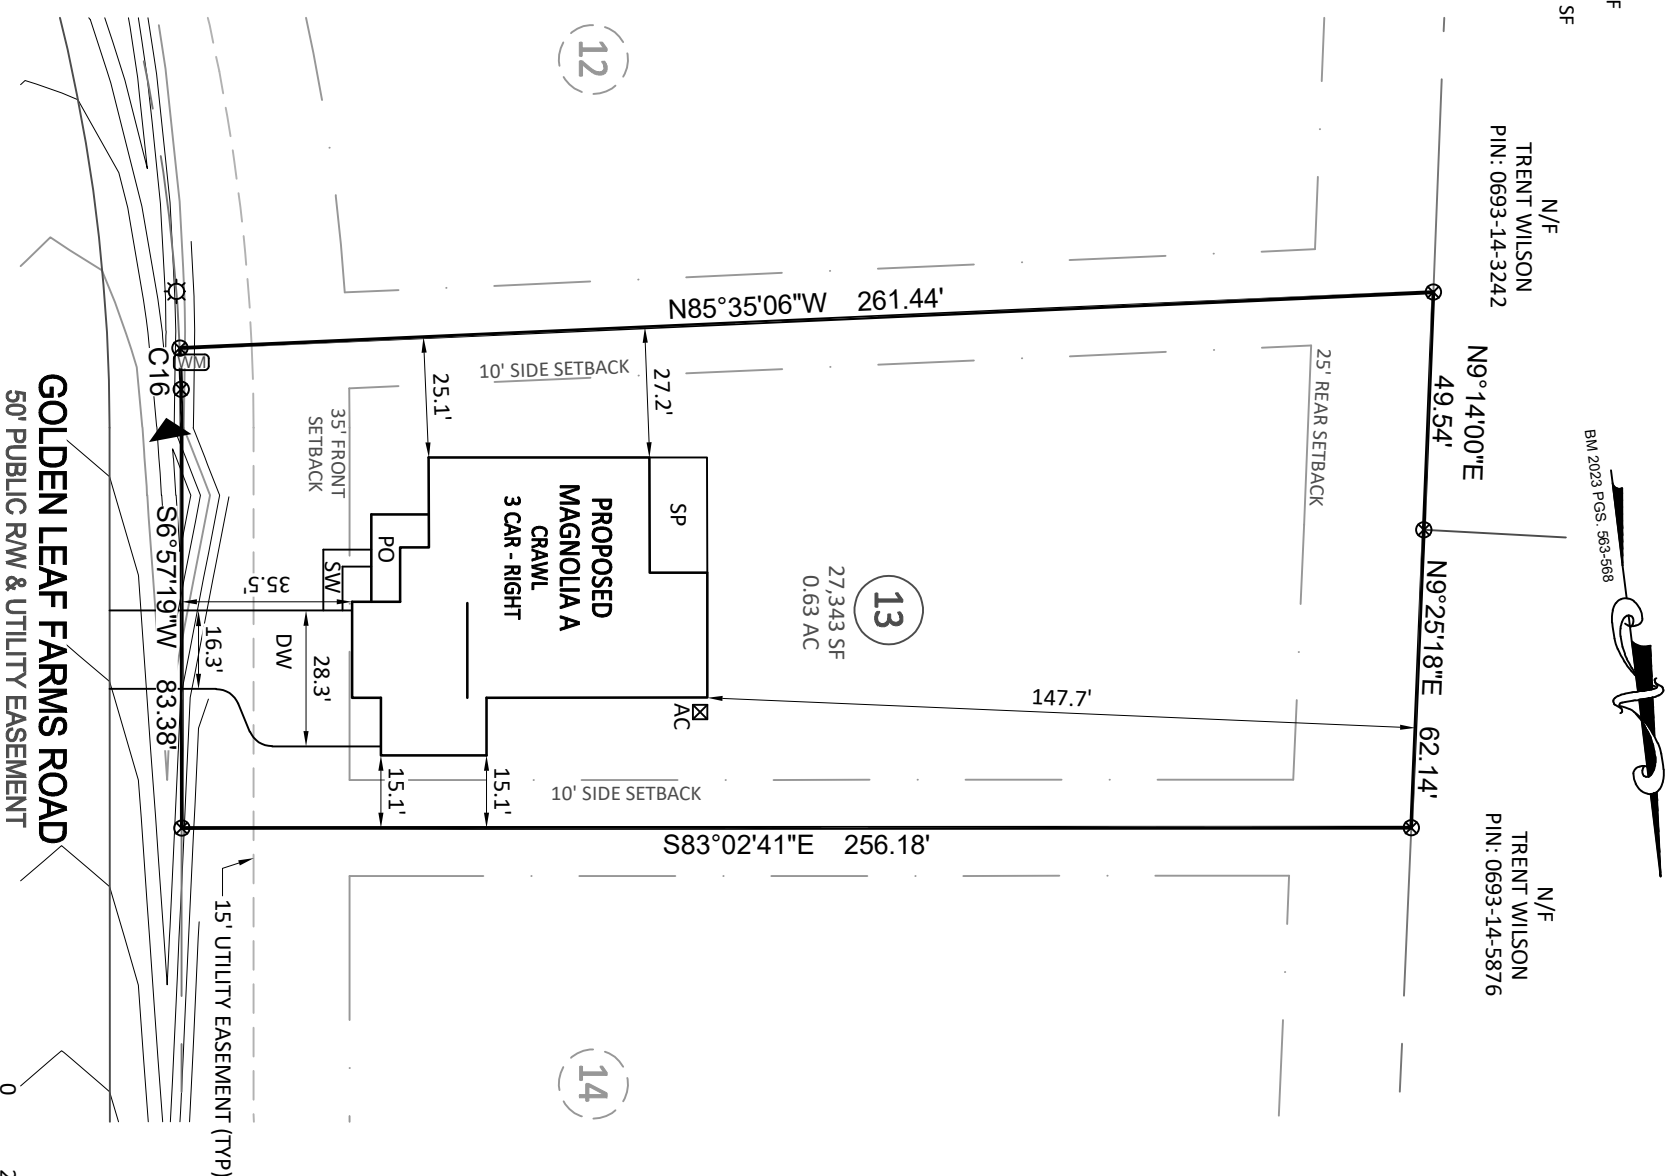 F
SF
12
N/F
TRENT WILSON
PIN: 0693-14-3242
N9°14'00"E
49.54'
BM 2023 PGS. 563-568
N85°35'06"W 261.44'
25' REAR SETBACK
10' SIDE SETBACK
25.1'
27.2'
35' FRONT
SETBACK
WM
C16
GOLDEN LEAF FARMS ROAD
50' PUBLIC R/W & UTILITY EASEMENT
S6°57'19"W 83.38'
SP
PROPOSED
MAGNOLIA A
CRAWL
3 CAR - RIGHT
PO
SW
35.5'
16.3'
DW
28.3'
13
27,343 SF
0.63 AC
N9°25'18"E 62.14'
147.7'
AC
15.1'
15.1'
10' SIDE SETBACK
S83°02'41"E 256.18'
N/F
TRENT WILSON
PIN: 0693-14-5876
15' UTILITY EASEMENT (TYP)
14
0
2